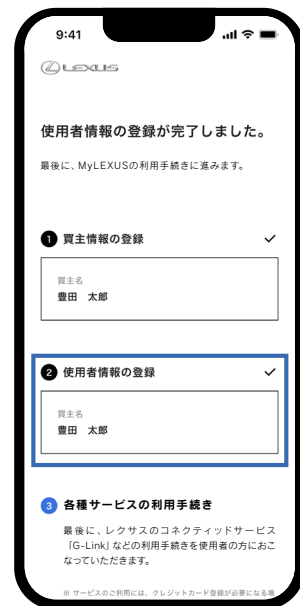 9:41
LEXUS
使用者情報の登録が完了しました。
最後に、MyLEXUSの利用手続きに進みます。
1 買主情報の登録
買主名
豊田 太郎
2 使用者情報の登録
買主名
豊田 太郎
3 各種サービスの利用手続き
最後に、レクサスのコネクティッドサービス
「G-Link」などの利用手続きを使用者の方におこ
なっていただきます。
※ サービスのご利用には、クレジットカード登録が必要になる場